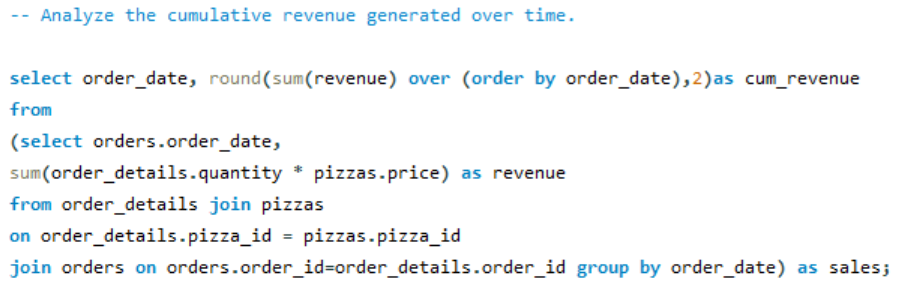 -- Analyze the cumulative revenue generated over time.
select order_date, round(sum(revenue) over (order by order_date),2)as cum_revenue
from
(select orders.order_date,
sum(order_details.quantity * pizzas.price) as revenue
from order_details join pizzas
on order_details.pizza_id = pizzas.pizza_id
join orders on orders.order_id=order_details.order_id group by order_date) as sales;